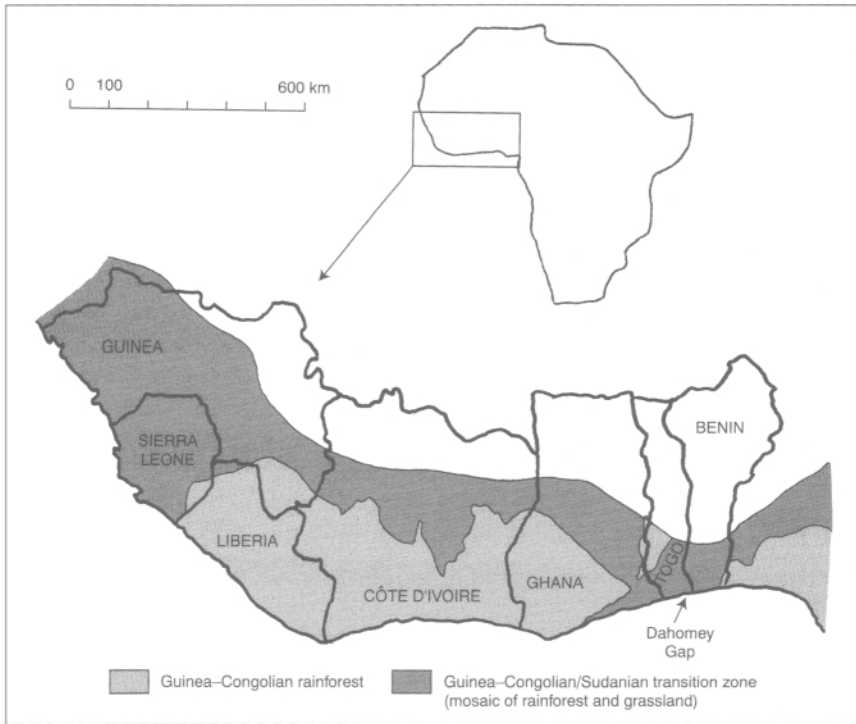 0 100 600 km
GUINEA
SIERRA
LEONE
LIBERIA
CÔTE D'IVOIRE
GHANA
TOGO
BENIN
Dahomey
Gap
Guinea–Congolian rainforest
Guinea–Congolian/Sudanian transition zone
(mosaic of rainforest and grassland)